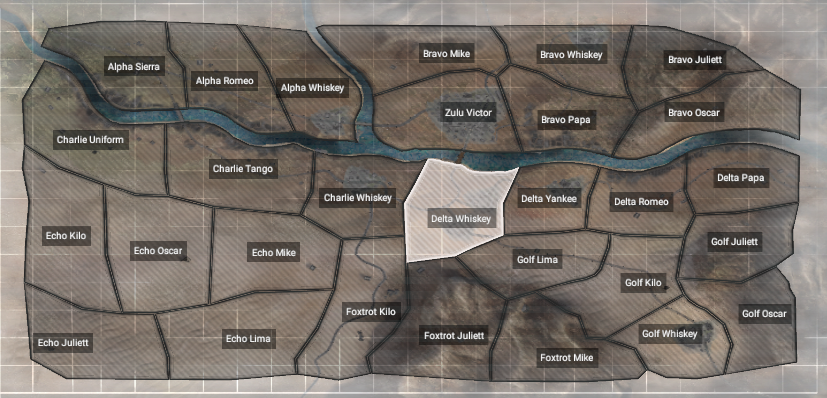 Bravo Mike
Bravo Whiskey
Bravo Juliett
Alpha Sierra
Alpha Romeo
Alpha Whiskey
Zulu Victor
Bravo Papa
Bravo Oscar
Charlie Uniform
Charlie Tango
Charlie Whiskey
Delta Whiskey
Delta Yankee
Delta Romeo
Delta Papa
Echo Kilo
Echo Oscar
Echo Mike
Golf Lima
Golf Kilo
Golf Juliett
Echo Juliett
Echo Lima
Foxtrot Kilo
Foxtrot Juliett
Foxtrot Mike
Golf Whiskey
Golf Oscar